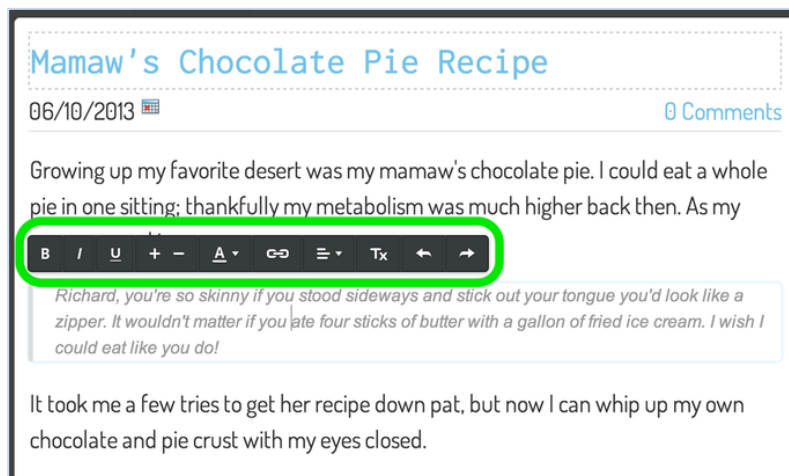 Mamaw's Chocolate Pie Recipe
06/10/2013 0 Comments
Growing up my favorite desert was my mamaw's chocolate pie. I could eat a whole
pie in one sitting; thankfully my metabolism was much higher back then. As my
B I U + − A Tx
Richard, you're so skinny if you stood sideways and stick out your tongue you'd look like a
zipper. It wouldn't matter if you ate four sticks of butter with a gallon of fried ice cream. I wish I
could eat like you do!
It took me a few tries to get her recipe down pat, but now I can whip up my own
chocolate and pie crust with my eyes closed.